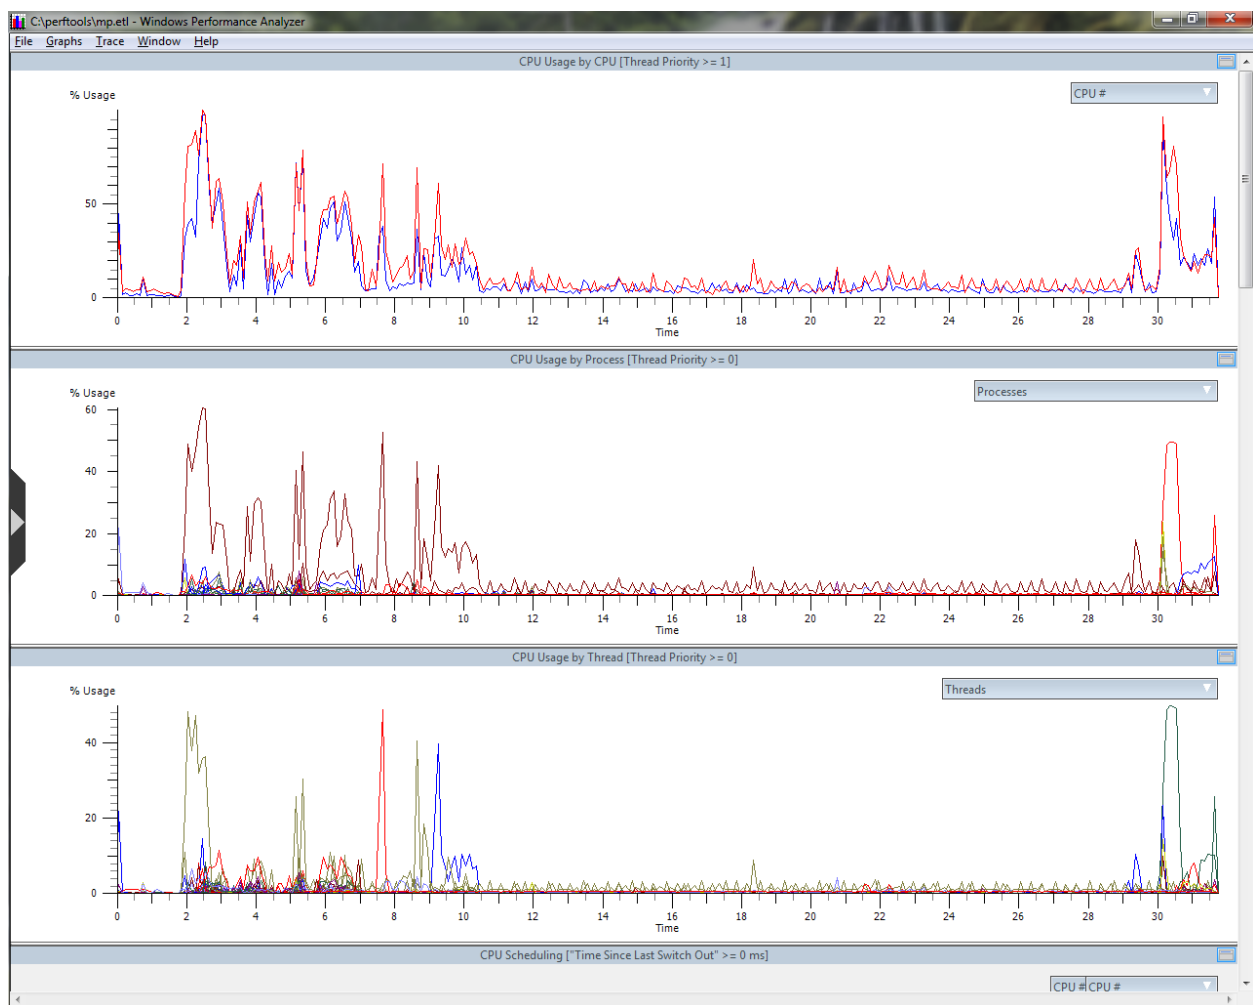 C:\perftools\mp.etl - Windows Performance Analyzer
File Graphs Trace Window Help
CPU Usage by CPU [Thread Priority >= 1]
% Usage
CPU #
50
0
0 2 4 6 8 10 12 14 16 18 20 22 24 26 28 30
Time
CPU Usage by Process [Thread Priority >= 0]
% Usage
Processes
60
40
20
0
0 2 4 6 8 10 12 14 16 18 20 22 24 26 28 30
Time
CPU Usage by Thread [Thread Priority >= 0]
% Usage
Threads
40
20
0
0 2 4 6 8 10 12 14 16 18 20 22 24 26 28 30
Time
CPU Scheduling ["Time Since Last Switch Out" >= 0 ms]
CPU # CPU #